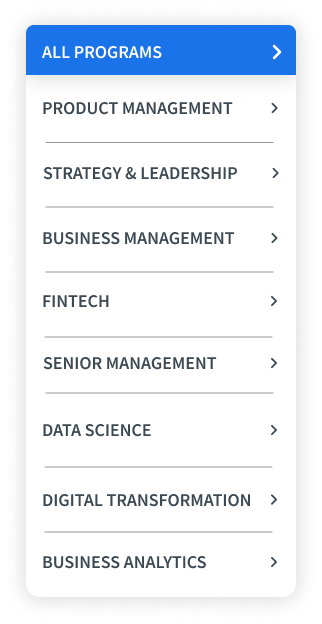 ALL PROGRAMS
PRODUCT MANAGEMENT
STRATEGY & LEADERSHIP
BUSINESS MANAGEMENT
FINTECH
SENIOR MANAGEMENT
DATA SCIENCE
DIGITAL TRANSFORMATION
BUSINESS ANALYTICS